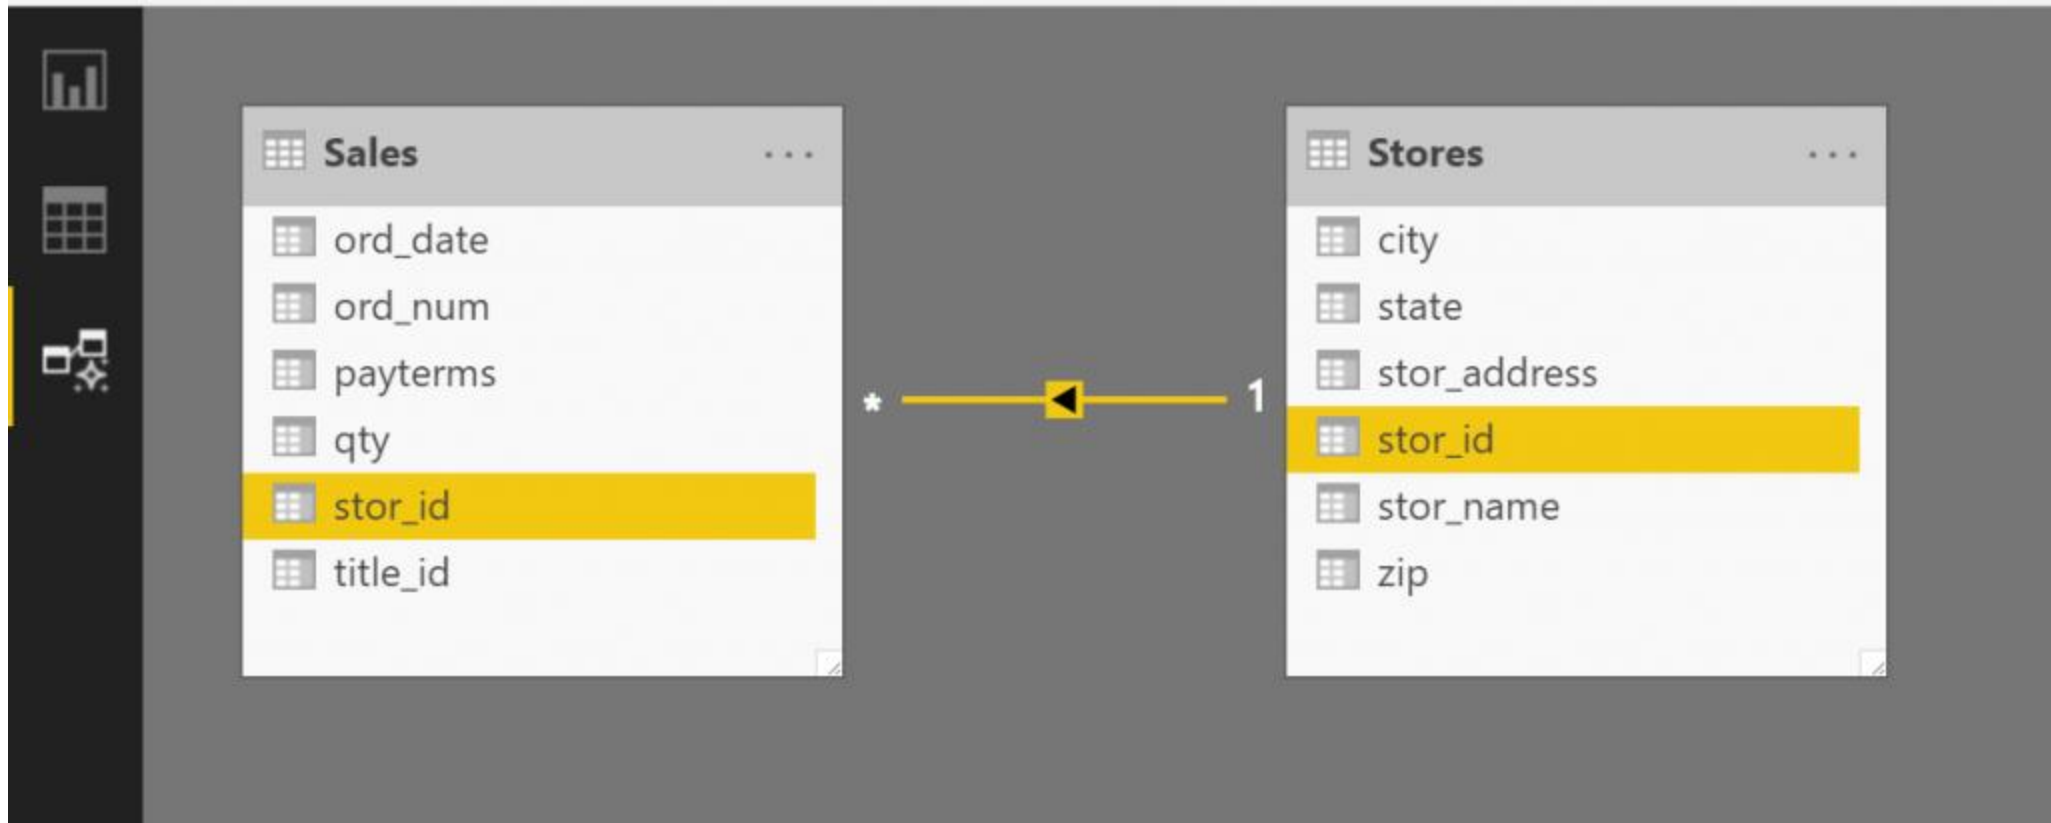 Sales ...
ord_date
ord_num
payterms
qty
stor_id
title_id
* 1
Stores ...
city
state
stor_address
stor_id
stor_name
zip